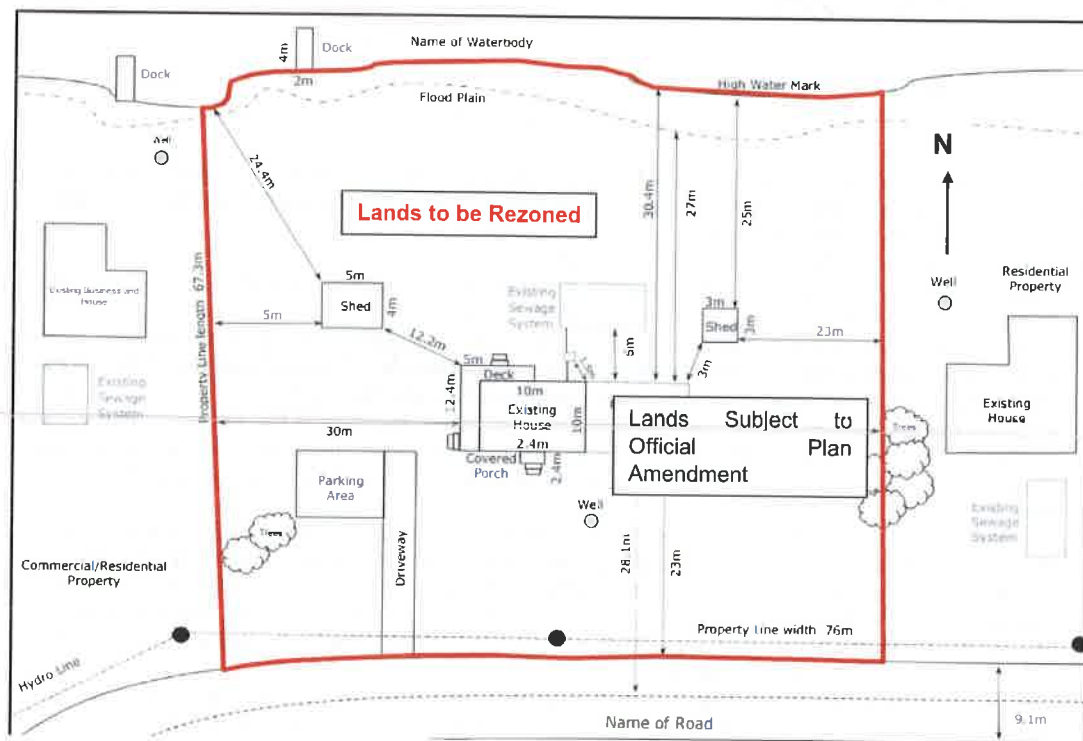 4m
Dock
Name of Waterbody
Dock
2m
High Water Mark
Flood Plain
N
24.4m
30.4m
27m
25m
Lands to be Rezoned
Property Line length 67.3m
Existing Business and
House
5m
Shed
4m
5m
Existing
Sewage
System
3m
Shed
3m
23m
Well
Residential
Property
12.2m
6m
3m
5m
Deck
12.4m
10m
Existing
House
10m
2.4m
Existing
Sewage
System
30m
Covered
Porch
2.4m
Lands Subject to
Official Plan
Amendment
Trees
Existing
House
Parking
Area
Well
Trees
Driveway
Existing
Sewage
System
Commercial/Residential
Property
28.1m
23m
Property Line width 76m
Hydro Line
Name of Road
9.1m